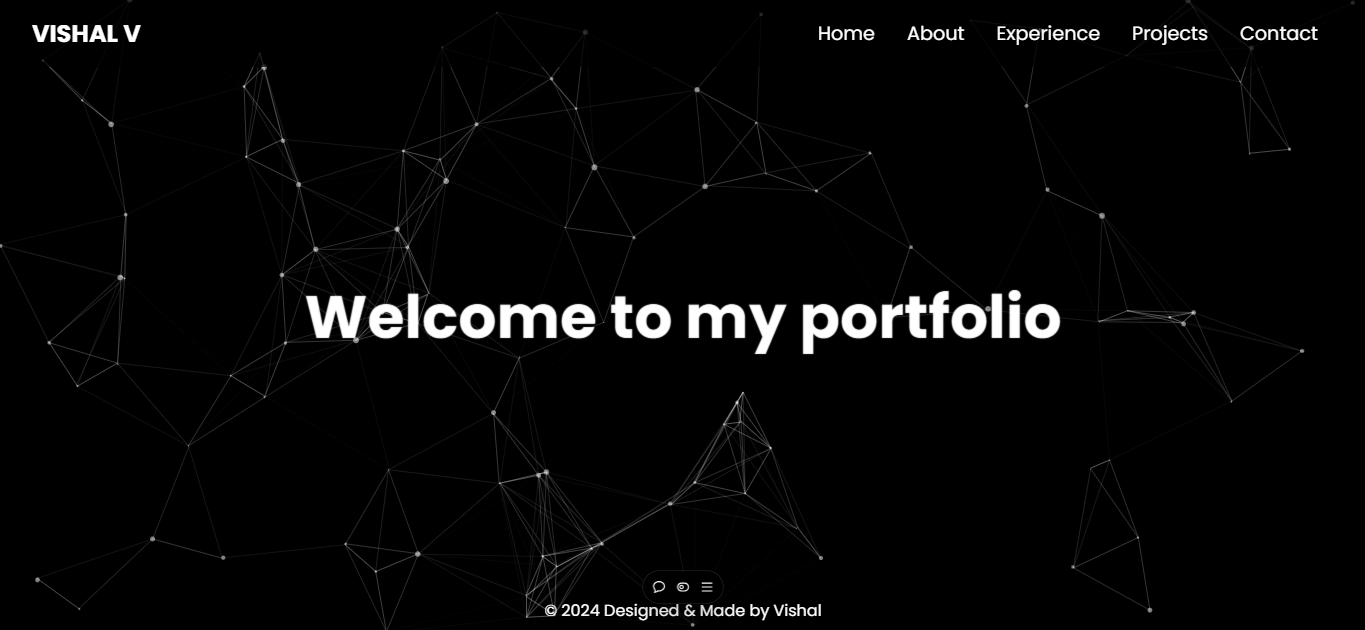 VISHAL V
Home About Experience Projects Contact
Welcome to my portfolio
© 2024 Designed & Made by Vishal